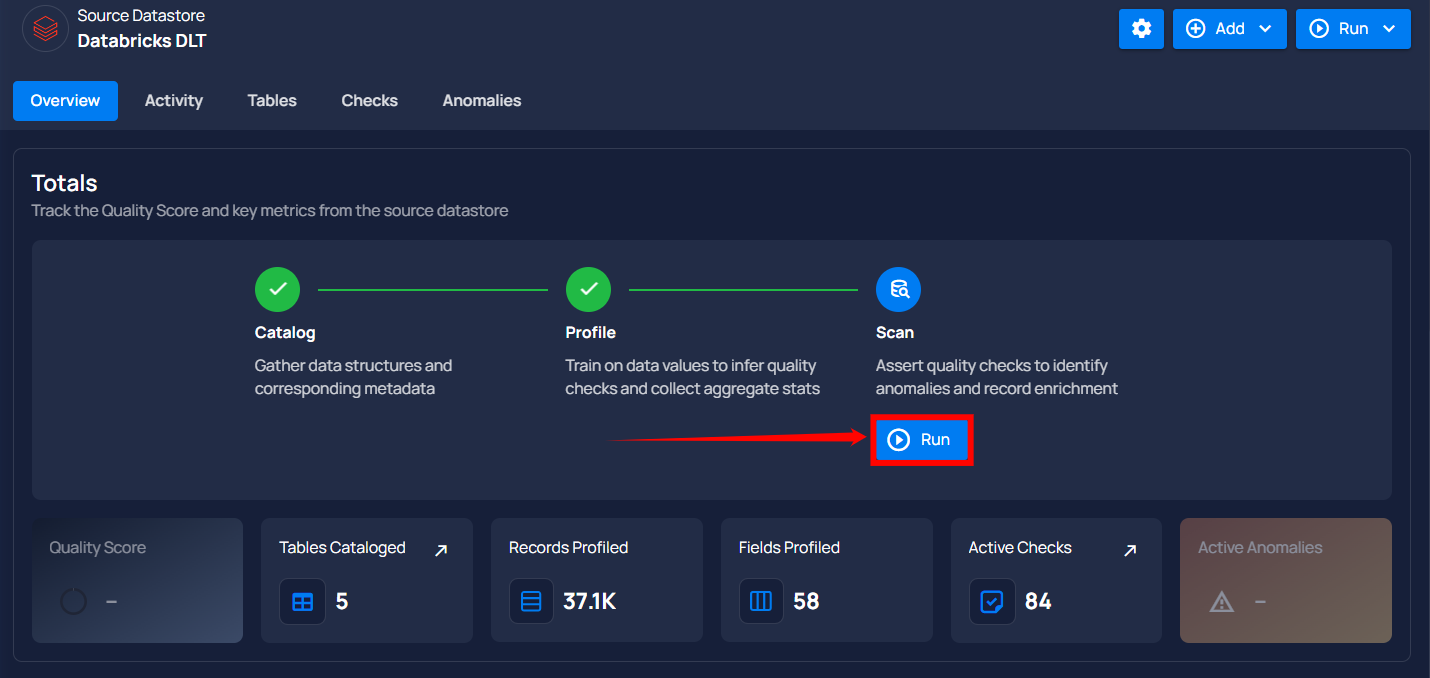 Source Datastore
Databricks DLT
Add
Run
Overview
Activity
Tables
Checks
Anomalies
Totals
Track the Quality Score and key metrics from the source datastore
Catalog
Gather data structures and
corresponding metadata
Profile
Train on data values to infer quality
checks and collect aggregate stats
Scan
Assert quality checks to identify
anomalies and record enrichment
Run
Quality Score
–
Tables Cataloged
5
Records Profiled
37.1K
Fields Profiled
58
Active Checks
84
Active Anomalies
–